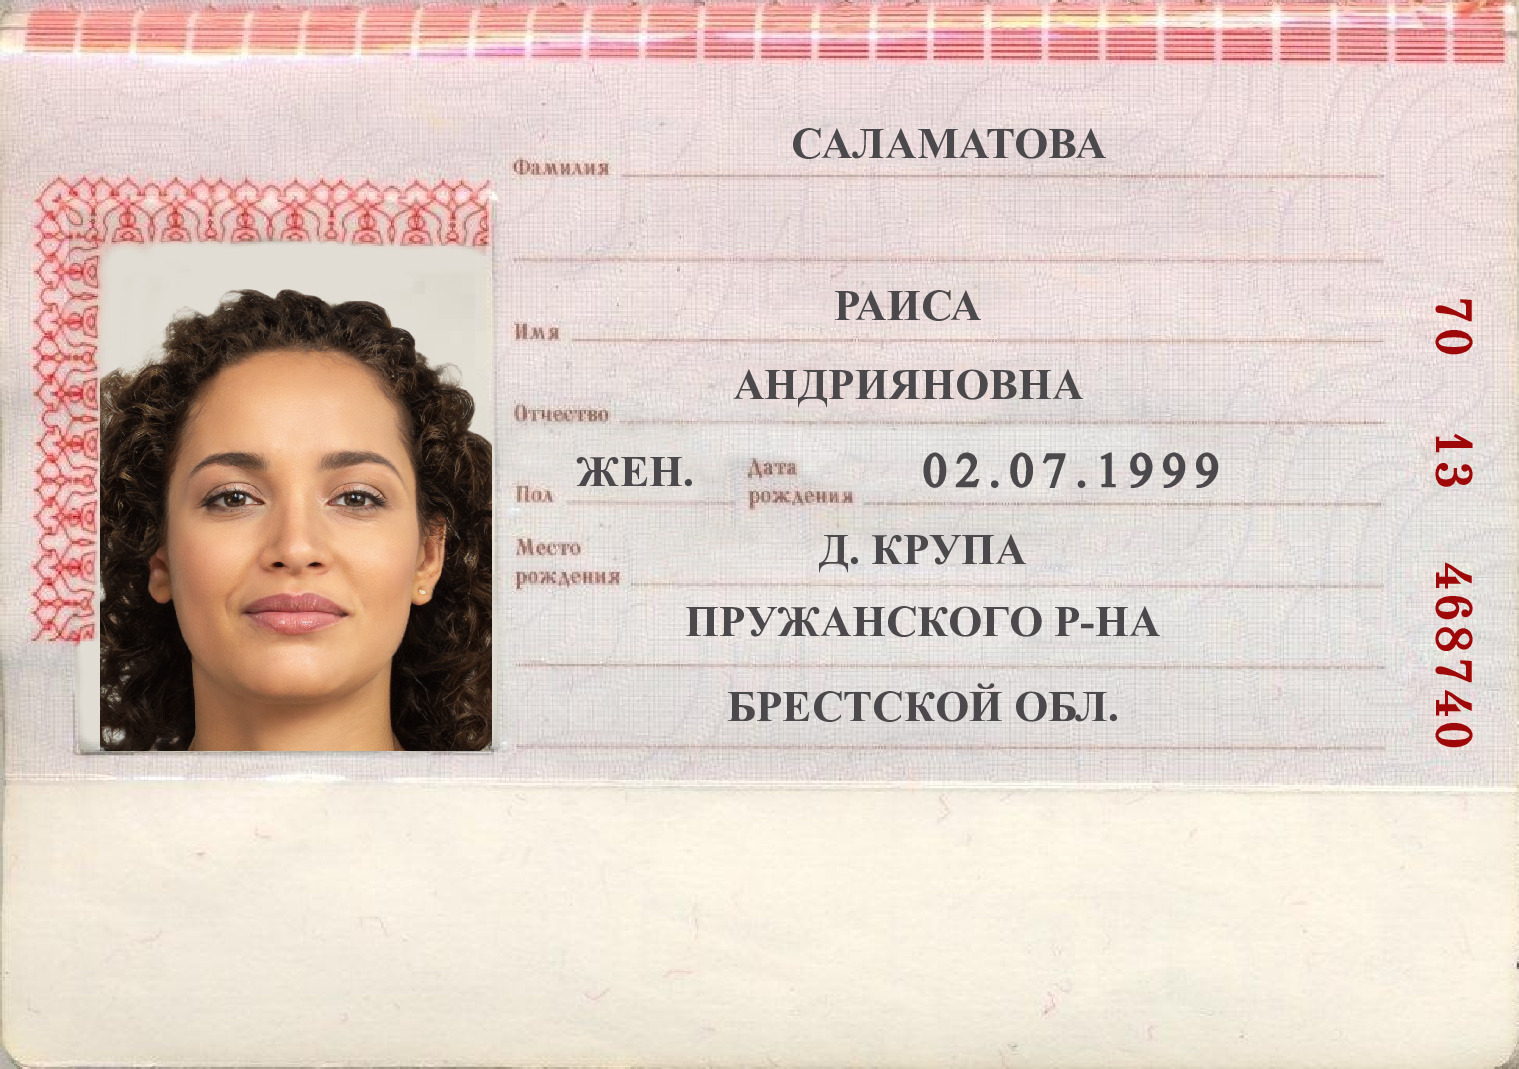 Фамилия САЛАМАТОВА
Имя РАИСА
Отчество АНДРИЯНОВНА
Пол ЖЕН. Дата рождения 02.07.1999
Место рождения Д. КРУПА
ПРУЖАНСКОГО Р-НА
БРЕСТСКОЙ ОБЛ.
70 13 468740